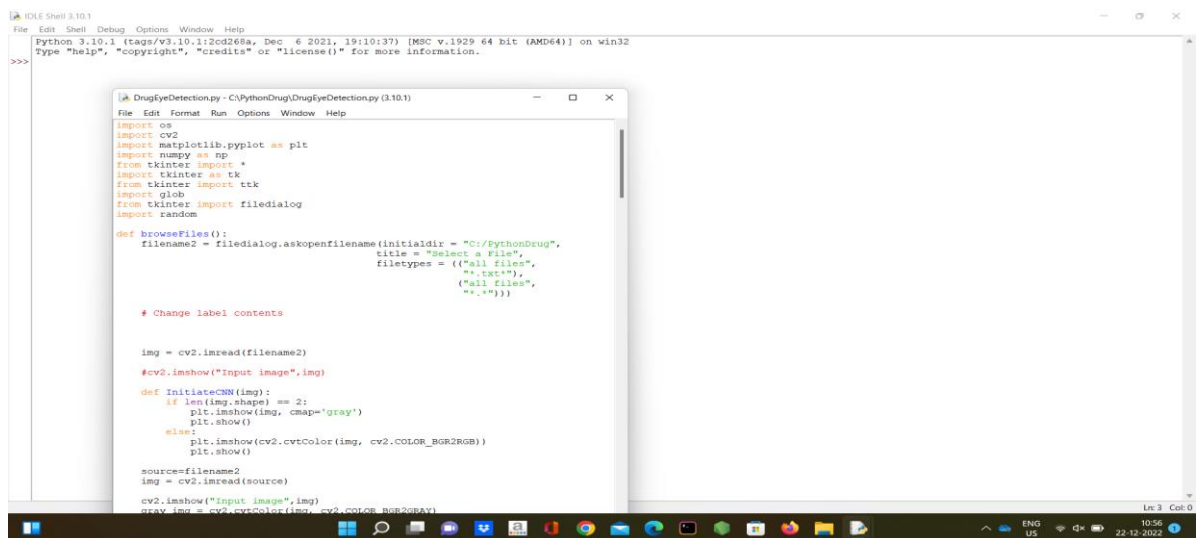 IDLE Shell 3.10.1
File Edit Shell Debug Options Window Help
Python 3.10.1 (tags/v3.10.1:2cd268a, Dec  6 2021, 19:10:37) [MSC v.1929 64 bit (AMD64)] on win32
Type "help", "copyright", "credits" or "license()" for more information.
>>>
DrugEyeDetection.py - C:\PythonDrug\DrugEyeDetection.py (3.10.1)
File Edit Format Run Options Window Help
import os
import cv2
import matplotlib.pyplot as plt
import numpy as np
from tkinter import *
import tkinter as tk
from tkinter import ttk
import glob
from tkinter import filedialog
import random
def browseFiles():
    filename2 = filedialog.askopenfilename(initialdir = "C:/PythonDrug",
                                          title = "Select a File",
                                          filetypes = (("all files",
                                                        "*.txt*"),
                                                       ("all files",
                                                        "*.*")))
    # Change label contents
    img = cv2.imread(filename2)
    #cv2.imshow("Input image",img)
    def InitiateCNN(img):
        if len(img.shape) == 2:
            plt.imshow(img, cmap='gray')
            plt.show()
        else:
            plt.imshow(cv2.cvtColor(img, cv2.COLOR_BGR2RGB))
            plt.show()
    source=filename2
    img = cv2.imread(source)
    cv2.imshow("Input image",img)
    gray_img = cv2.cvtColor(img, cv2.COLOR_BGR2GRAY)
Ln: 3 Col: 0
ENG
US
10:56
22-12-2022